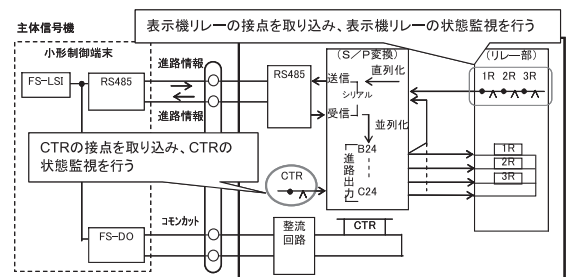 表示機リレーの接点を取り込み、表示機リレーの状態監視を行う
主体信号機
小形制御端末
FS-LSI
RS485
進路情報
進路情報
RS485
(S/P変換)
送信
直列化
シリアル
受信
並列化
B24
進路出力
C24
(リレー部)
1R 2R 3R
1R
2R
3R
CTRの接点を取り込み、CTRの
状態監視を行う
CTR
コモンカット
FS-DO
整流
回路
CTR